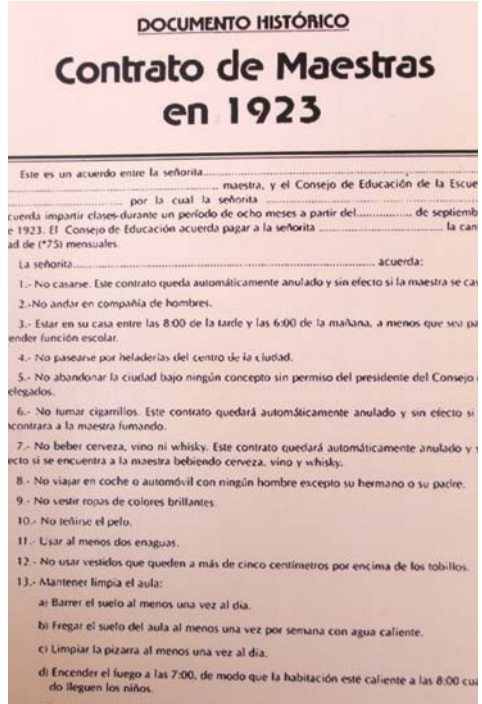 DOCUMENTO HISTÓRICO
Contrato de Maestras
en 1923
Este es un acuerdo entre la señorita
maestra, y el Consejo de Educación de la Escue
por la cual la señorita
cuerda impartir clases durante un período de ocho meses a partir del............... de septiemb
e 1923. El Consejo de Educación acuerda pagar a la señorita ................................ la can
ad de (*75) mensuales.
La señorita................................ acuerda:
1.- No casarse. Este contrato queda automáticamente anulado y sin efecto si la maestra se ca
2.-No andar en compañía de hombres.
3.- Estar en su casa entre las 8:00 de la tarde y las 6:00 de la mañana, a menos que sea pa
ender función escolar.
4.- No pasearse por heladerías del centro de la ciudad.
5.- No abandonar la ciudad bajo ningún concepto sin permiso del presidente del Consejo
elegados.
6.- No fumar cigarrillos. Este contrato quedará automáticamente anulado y sin efecto si
contrara a la maestra fumando.
7.- No beber cerveza, vino ni whisky. Este contrato quedará automáticamente anulado y
ecto si se encuentra a la maestra bebiendo cerveza, vino y whisky.
8.- No viajar en coche o automóvil con ningún hombre excepto su hermano o su padre.
9.- No vestir ropas de colores brillantes.
10.- No teñirse el pelo.
11.- Usar al menos dos enaguas.
12.- No usar vestidos que queden a más de cinco centímetros por encima de los tobillos.
13.- Mantener limpia el aula:
a) Barrer el suelo al menos una vez al día.
b) Fregar el suelo del aula al menos una vez por semana con agua caliente.
c) Limpiar la pizarra al menos una vez al día.
d) Encender el fuego a las 7:00, de modo que la habitación esté caliente a las 8:00 cua
do lleguen los niños.